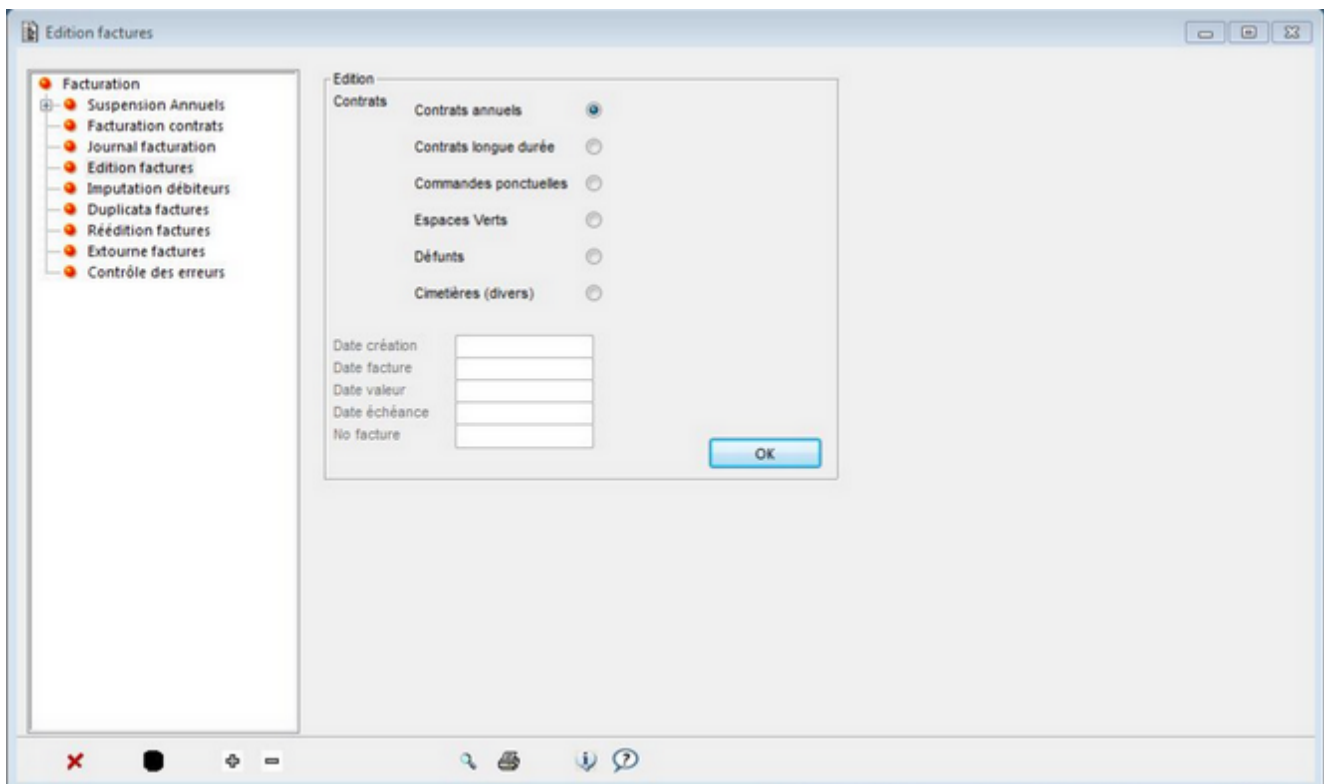 Edition factures
Facturation
Suspension Annuels
Facturation contrats
Journal facturation
Edition factures
Imputation débiteurs
Duplicata factures
Réédition factures
Extourne factures
Contrôle des erreurs
Edition
Contrats
Contrats annuels
Contrats longue durée
Commandes ponctuelles
Espaces Verts
Défunts
Cimetières (divers)
Date création
Date facture
Date valeur
Date échéance
No facture
OK